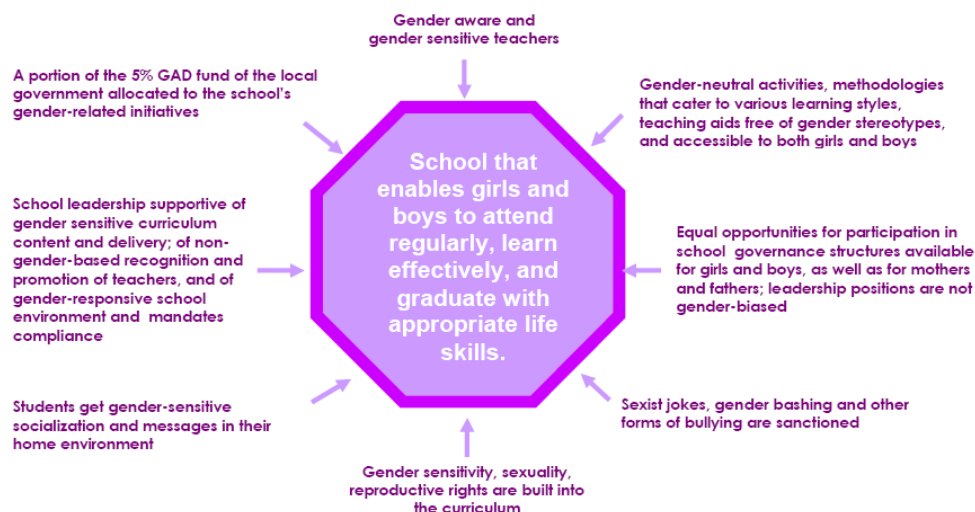 Gender aware and
gender sensitive teachers
A portion of the 5% GAD fund of the local
government allocated to the school's
gender-related initiatives
Gender-neutral activities, methodologies
that cater to various learning styles,
teaching aids free of gender stereotypes,
and accessible to both girls and boys
School that
enables girls and
boys to attend
regularly, learn
effectively, and
graduate with
appropriate life
skills.
School leadership supportive of
gender sensitive curriculum
content and delivery; of non-
gender-based recognition and
promotion of teachers, and of
gender-responsive school
environment and mandates
compliance
Equal opportunities for participation in
school governance structures available
for girls and boys, as well as for mothers
and fathers; leadership positions are not
gender-biased
Students get gender-sensitive
socialization and messages in their
home environment
Sexist jokes, gender bashing and other
forms of bullying are sanctioned
Gender sensitivity, sexuality,
reproductive rights are built into
the curriculum